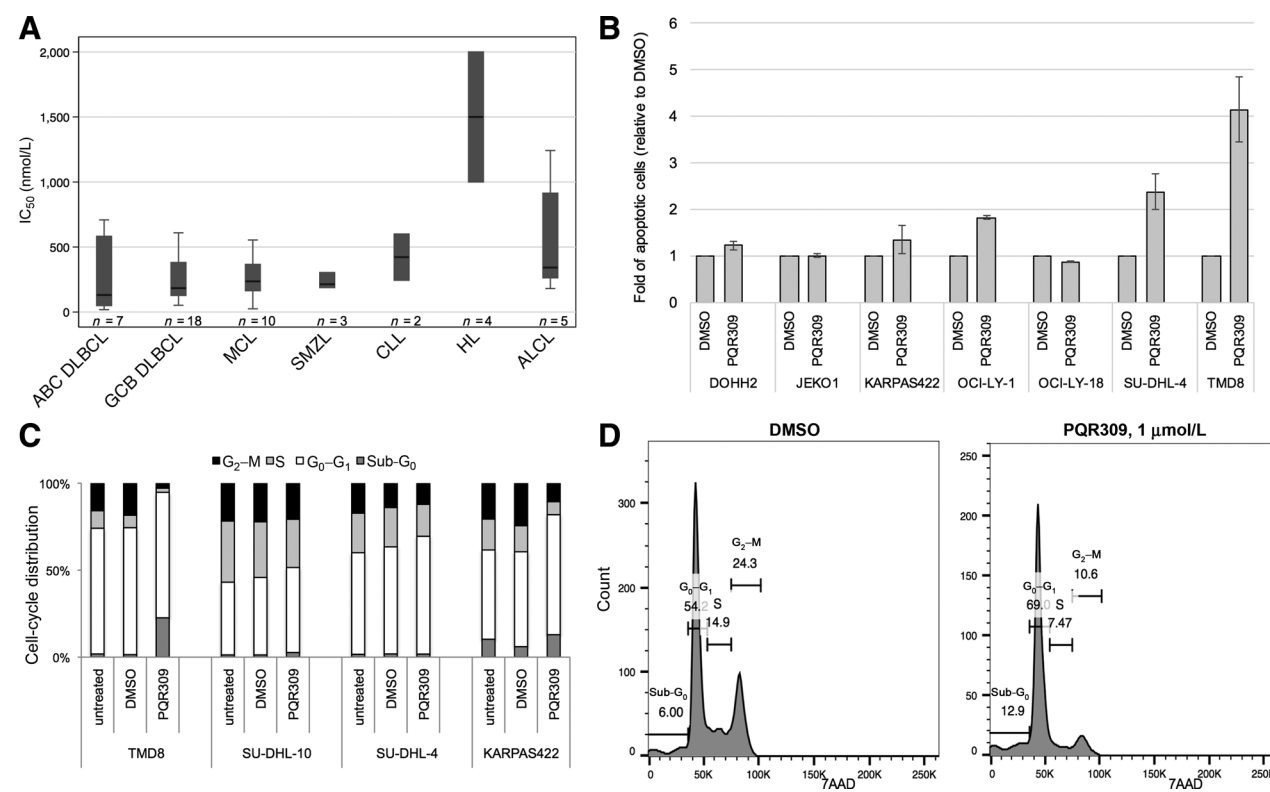 A
IC50 (nmol/L)
2,000
1,500
1,000
500
0
n = 7
n = 18
n = 10
n = 3
n = 2
n = 4
n = 5
ABC DLBCL
GCB DLBCL
MCL
SMZL
CLL
HL
ALCL
B
Fold of apoptotic cells (relative to DMSO)
6
5
4
3
2
1
0
DMSO
PQR309
DMSO
PQR309
DMSO
PQR309
DMSO
PQR309
DMSO
PQR309
DMSO
PQR309
DMSO
PQR309
DOHH2
JEKO1
KARPAS422
OCI-LY-1
OCI-LY-18
SU-DHL-4
TMD8
C
G2–M S G0–G1 Sub-G0
Cell-cycle distribution
100%
50%
0%
untreated
DMSO
PQR309
untreated
DMSO
PQR309
untreated
DMSO
PQR309
untreated
DMSO
PQR309
TMD8
SU-DHL-10
SU-DHL-4
KARPAS422
D
DMSO
Count
300
200
100
0
G2–M
24.3
G0–G1
54.2
S
14.9
Sub-G0
6.00
0
50K
100K
150K
200K
250K
7AAD
PQR309, 1 μmol/L
250
200
150
100
50
0
G2–M
10.6
G0–G1
69.0
S
7.47
Sub-G0
12.9
0
50K
100K
150K
200K
250K
7AAD